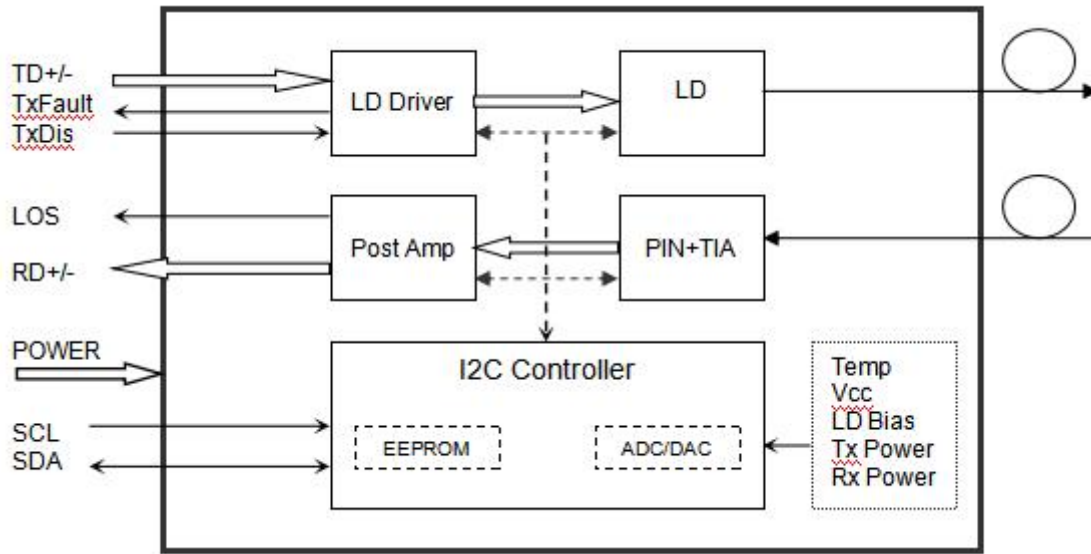 TD+/-
TxFault
TxDis
LD Driver
LD
LOS
RD+/-
Post Amp
PIN+TIA
POWER
SCL
SDA
I2C Controller
EEPROM
ADC/DAC
Temp
Vcc
LD Bias
Tx Power
Rx Power